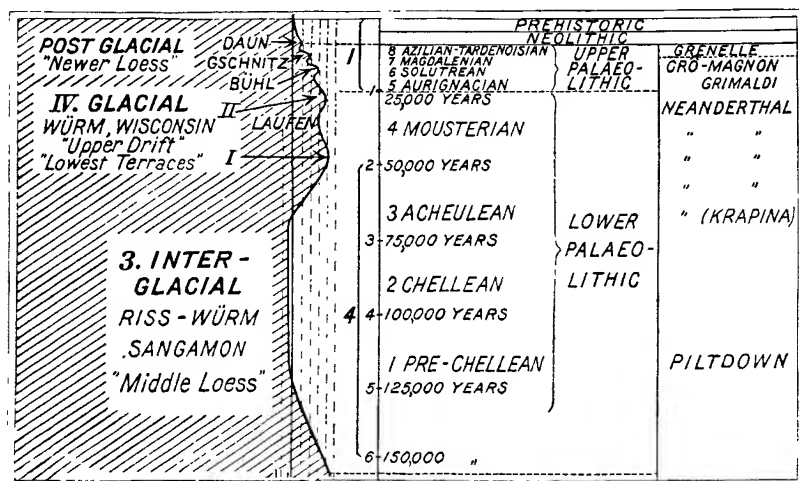 POST GLACIAL
"Newer Loess"
DAUN
GSCHNITZ
BÜHL
IV. GLACIAL
WÜRM, WISCONSIN
"Upper Drift"
"Lowest Terraces"
II
LAUFEN
I
3. INTER-
GLACIAL
RISS-WÜRM
SANGAMON
"Middle Loess"
1
4
PREHISTORIC
NEOLITHIC
8 AZILIAN-TARDENOISIAN
7 MAGDALENIAN
6 SOLUTREAN
5 AURIGNACIAN
1-25,000 YEARS
4 MOUSTERIAN
2-50,000 YEARS
3 ACHEULEAN
3-75,000 YEARS
2 CHELLEAN
4-100,000 YEARS
1 PRE-CHELLEAN
5-125,000 YEARS
6-150,000 "
UPPER
PALAEO-
LITHIC
LOWER
PALAEO-
LITHIC
GRENELLE
CRÔ-MAGNON
GRIMALDI
NEANDERTHAL
" "
" "
" "
" (KRAPINA)
PILTDOWN